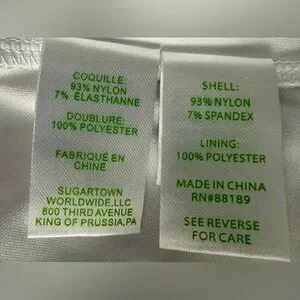 COQUILLE:
93% NYLON
7% ÉLASTHANNE
DOUBLURE:
100% POLYESTER
FABRIQUÉ EN
CHINE
SUGARTOWN
WORLDWIDE,LLC
800 THIRD AVENUE
KING OF PRUSSIA,PA
SHELL:
93% NYLON
7% SPANDEX
LINING:
100% POLYESTER
MADE IN CHINA
RN#88189
SEE REVERSE
FOR CARE